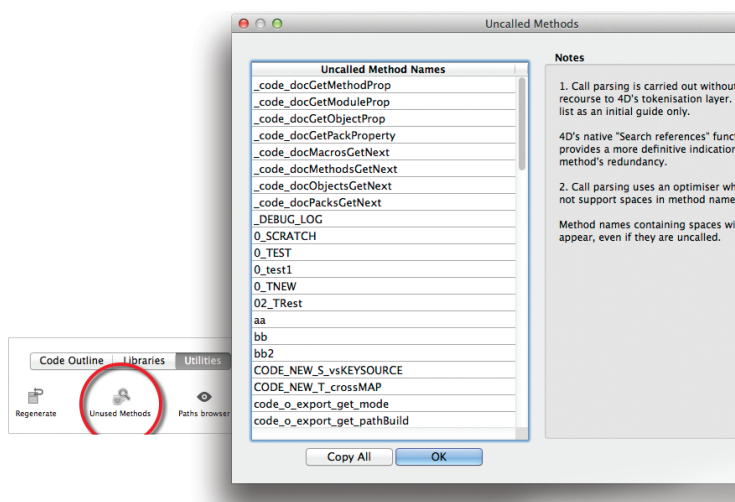 Uncalled Methods
Uncalled Method Names
_code_docGetMethodProp
_code_docGetModuleProp
_code_docGetObjectProp
_code_docGetPackProperty
_code_docMacrosGetNext
_code_docMethodsGetNext
_code_docObjectsGetNext
_code_docPacksGetNext
_DEBUG_LOG
0_SCRATCH
0_TEST
0_test1
0_TNEW
02_TRest
aa
bb
bb2
CODE_NEW_S_vsKEYSOURCE
CODE_NEW_T_crossMAP
code_o_export_get_mode
code_o_export_get_pathBuild
Copy All
OK
Notes
1. Call parsing is carried out without
recourse to 4D's tokenisation layer.
list as an initial guide only.
4D's native "Search references" func
provides a more definitive indication
method's redundancy.
2. Call parsing uses an optimiser wh
not support spaces in method name
Method names containing spaces wi
appear, even if they are uncalled.
Code Outline
Libraries
Utilities
Regenerate
Unused Methods
Paths browser